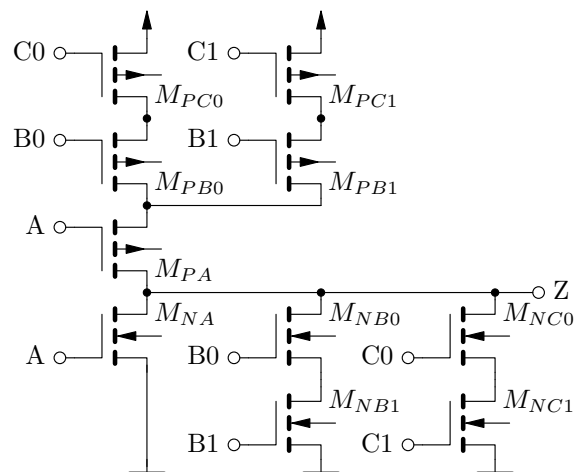 C0
C1
M_{PC0}
M_{PC1}
B0
B1
M_{PB0}
M_{PB1}
A
M_{PA}
Z
M_{NA}
M_{NB0}
M_{NC0}
A
B0
C0
M_{NB1}
M_{NC1}
B1
C1